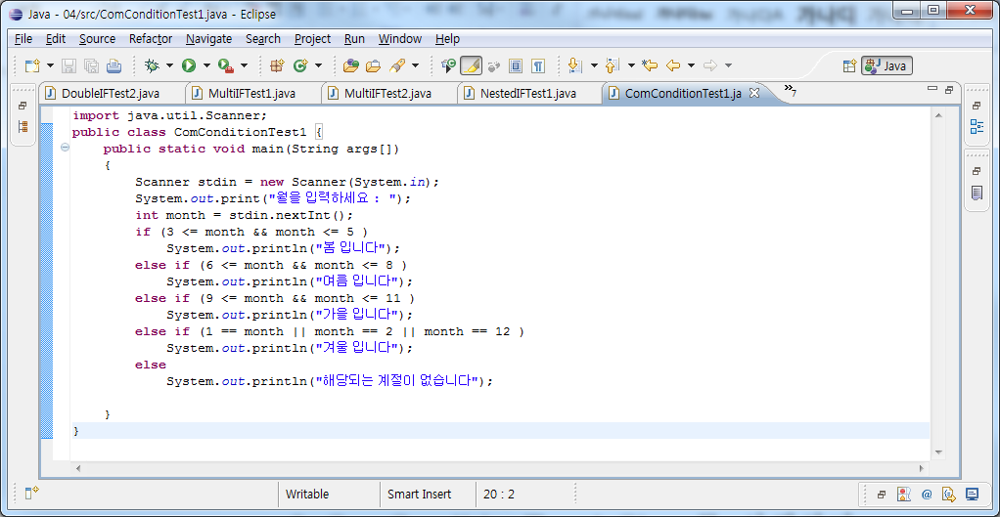 Java - 04/src/ComConditionTest1.java - Eclipse
File Edit Source Refactor Navigate Search Project Run Window Help
Java
DoubleIFTest2.java MultiIFTest1.java MultiIFTest2.java NestedIFTest1.java ComConditionTest1.ja »7
import java.util.Scanner;
public class ComConditionTest1 {
public static void main(String args[])
{
Scanner stdin = new Scanner(System.in);
System.out.print("월을 입력하세요 : ");
int month = stdin.nextInt();
if (3 <= month && month <= 5 )
System.out.println("봄 입니다");
else if (6 <= month && month <= 8 )
System.out.println("여름 입니다");
else if (9 <= month && month <= 11 )
System.out.println("가을 입니다");
else if (1 == month || month == 2 || month == 12 )
System.out.println("겨울 입니다");
else
System.out.println("해당되는 계절이 없습니다");
}
}
Writable Smart Insert 20 : 2